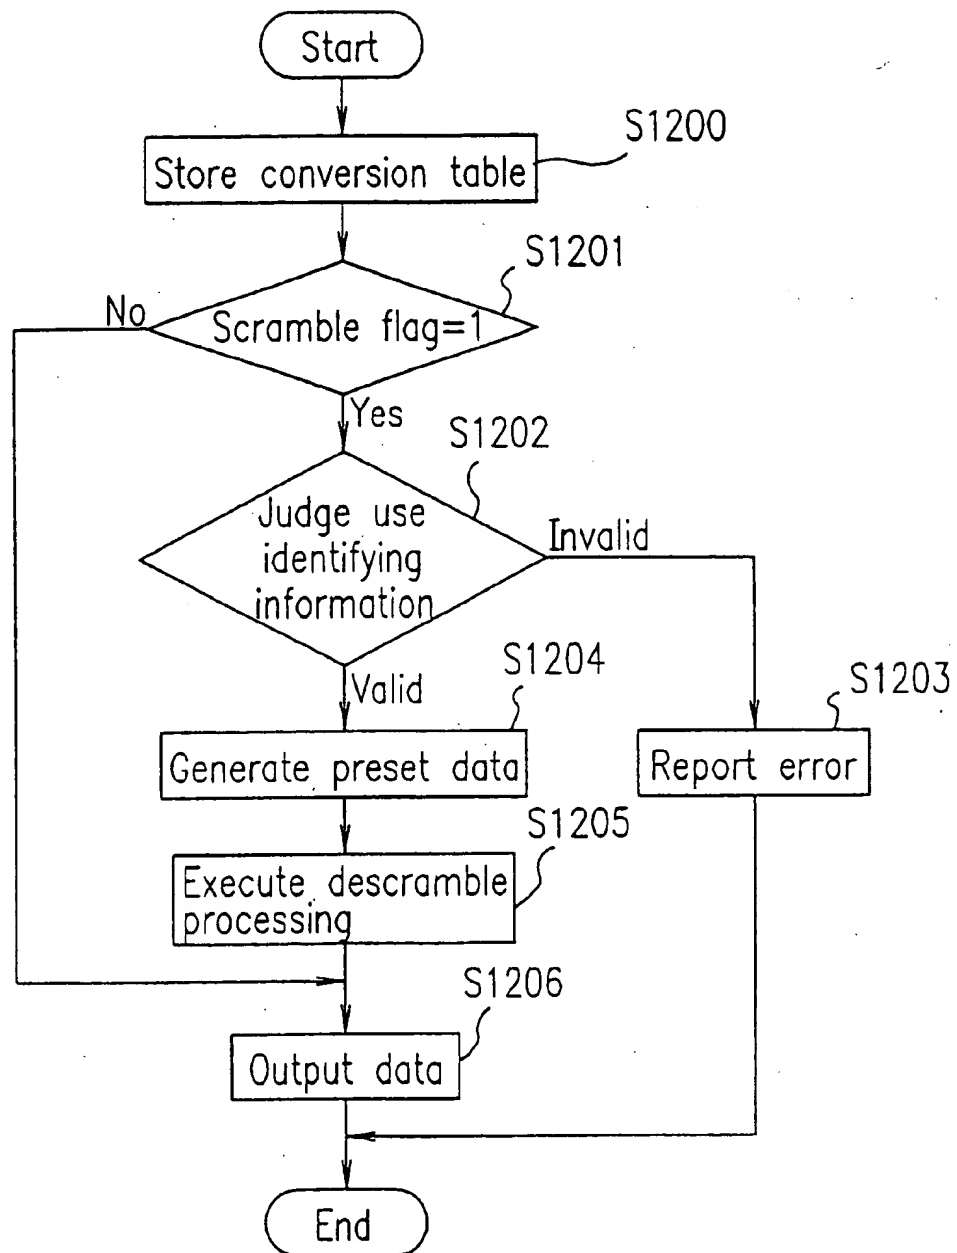 Start
S1200
Store conversion table
S1201
No
Scramble flag=1
Yes
S1202
Judge use
identifying
information
Invalid
Valid
S1204
S1203
Generate preset data
Report error
S1205
Execute descramble
processing
S1206
Output data
End